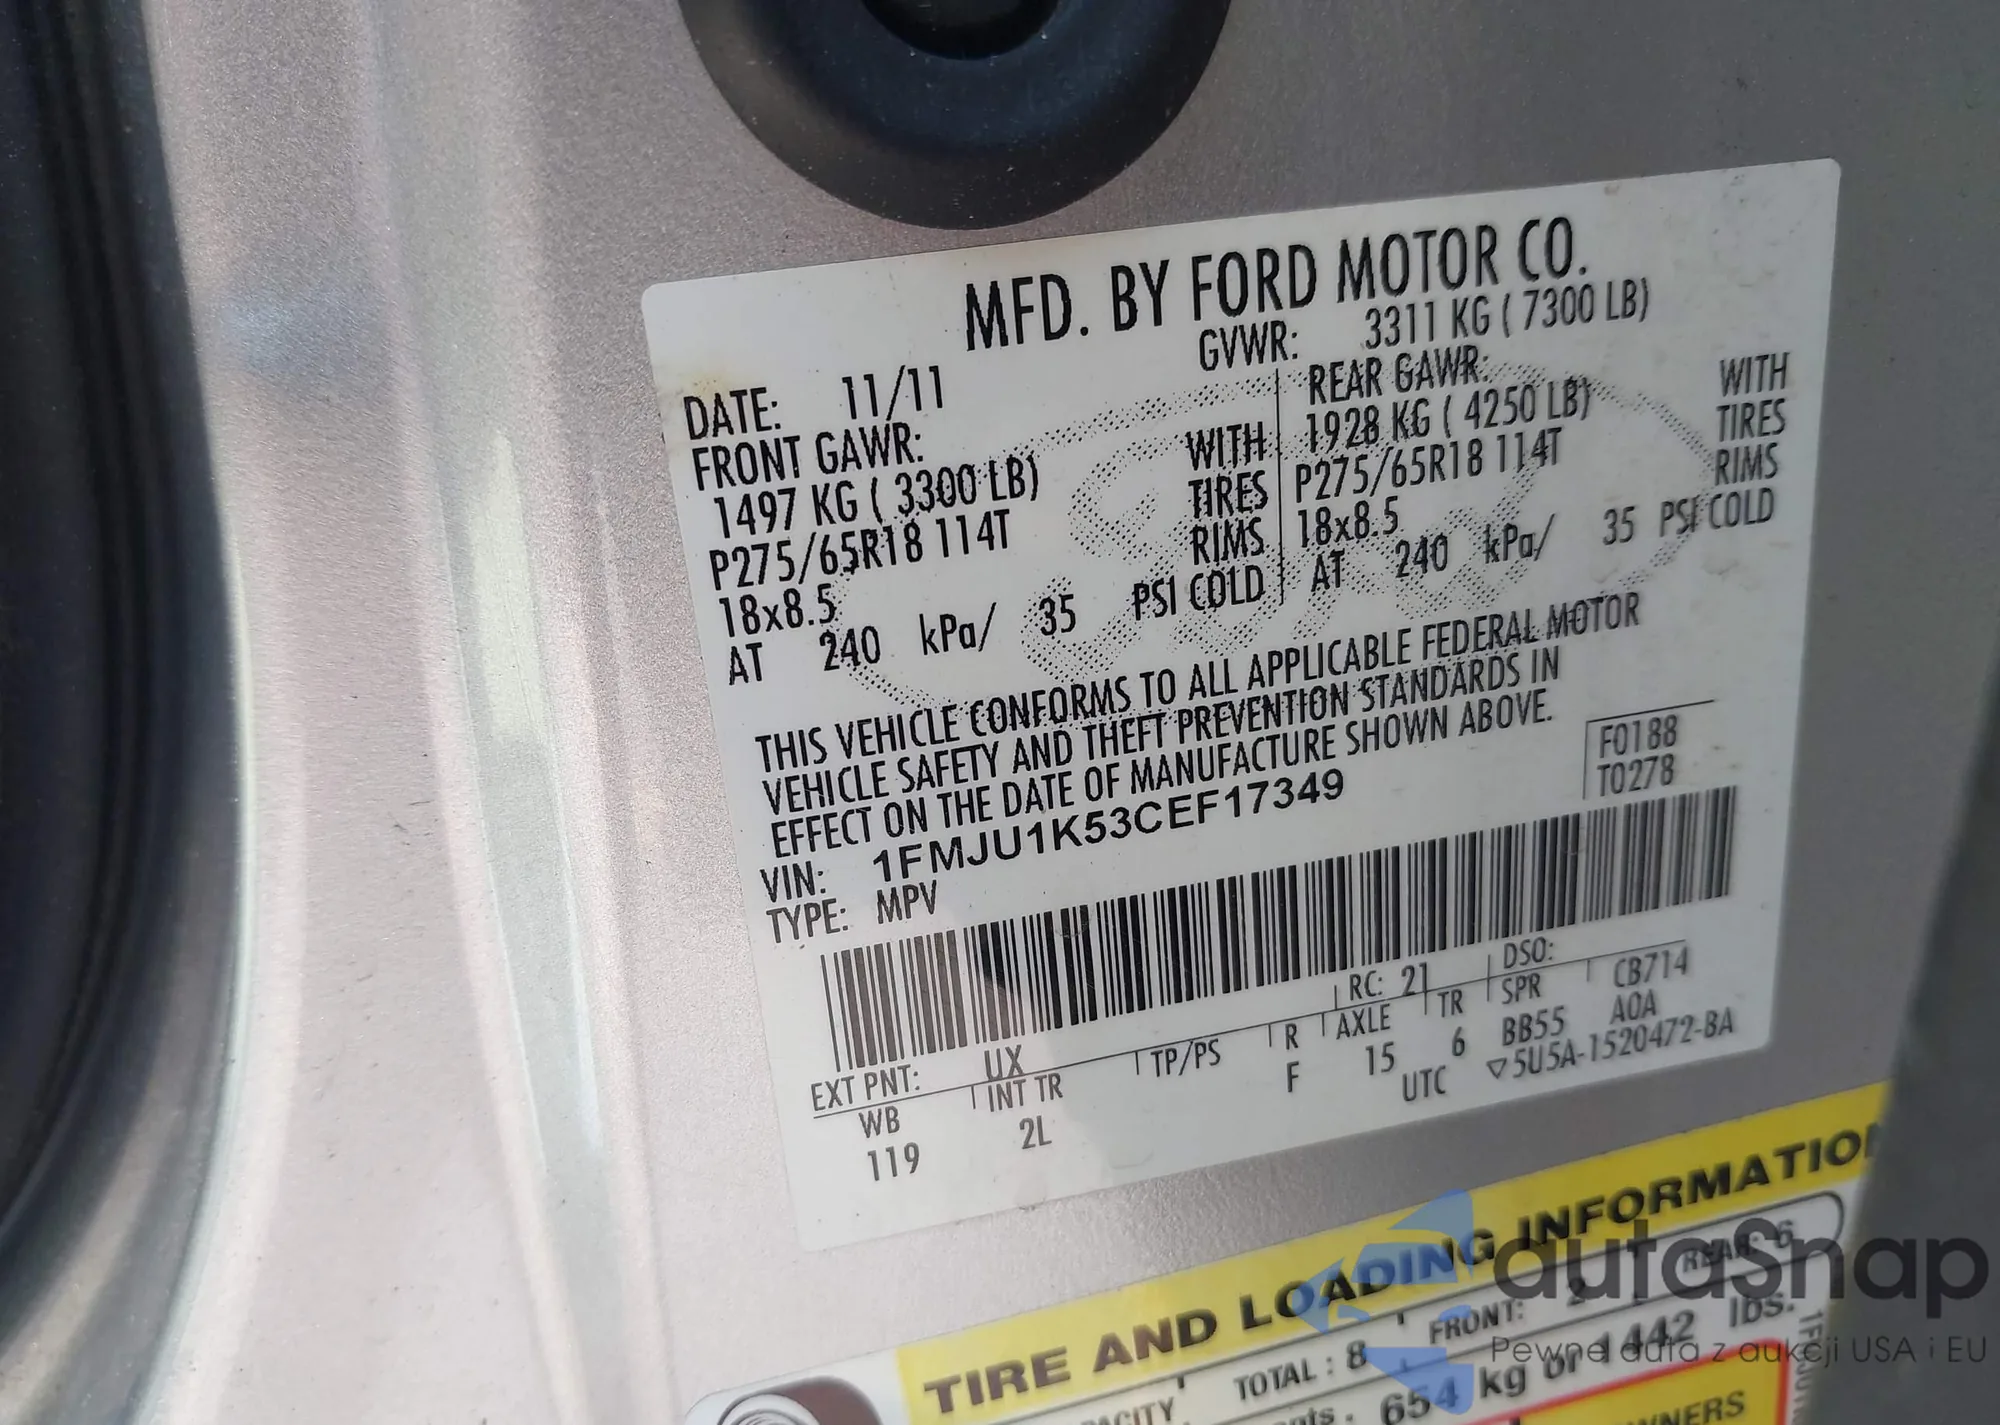 MFD. BY FORD MOTOR CO.
DATE: 11/11 GVWR: 3311 KG ( 7300 LB)
FRONT GAWR: REAR GAWR:
1497 KG ( 3300 LB) WITH 1928 KG ( 4250 LB) WITH
P275/65R18 114T TIRES P275/65R18 114T TIRES
18x8.5 RIMS 18x8.5 RIMS
AT 240 kPa/ 35 PSI COLD AT 240 kPa/ 35 PSI COLD
THIS VEHICLE CONFORMS TO ALL APPLICABLE FEDERAL MOTOR
VEHICLE SAFETY AND THEFT PREVENTION STANDARDS IN
EFFECT ON THE DATE OF MANUFACTURE SHOWN ABOVE.
F0188
T0278
VIN: 1FMJU1K53CEF17349
TYPE: MPV
EXT PNT: UX RC: 21 DSO:
WB INT TR TP/PS R AXLE TR SPR CB714
119 2L F 15 6 BB55 A0A
UTC ▽5U5A-1520472-BA
TIRE AND LOADING INFORMATIO
TOTAL : 8 FRONT: 2 REAR: 6
654 kg or 1442 lbs.
autaSnap
Pewne auta z aukcji USA i EU